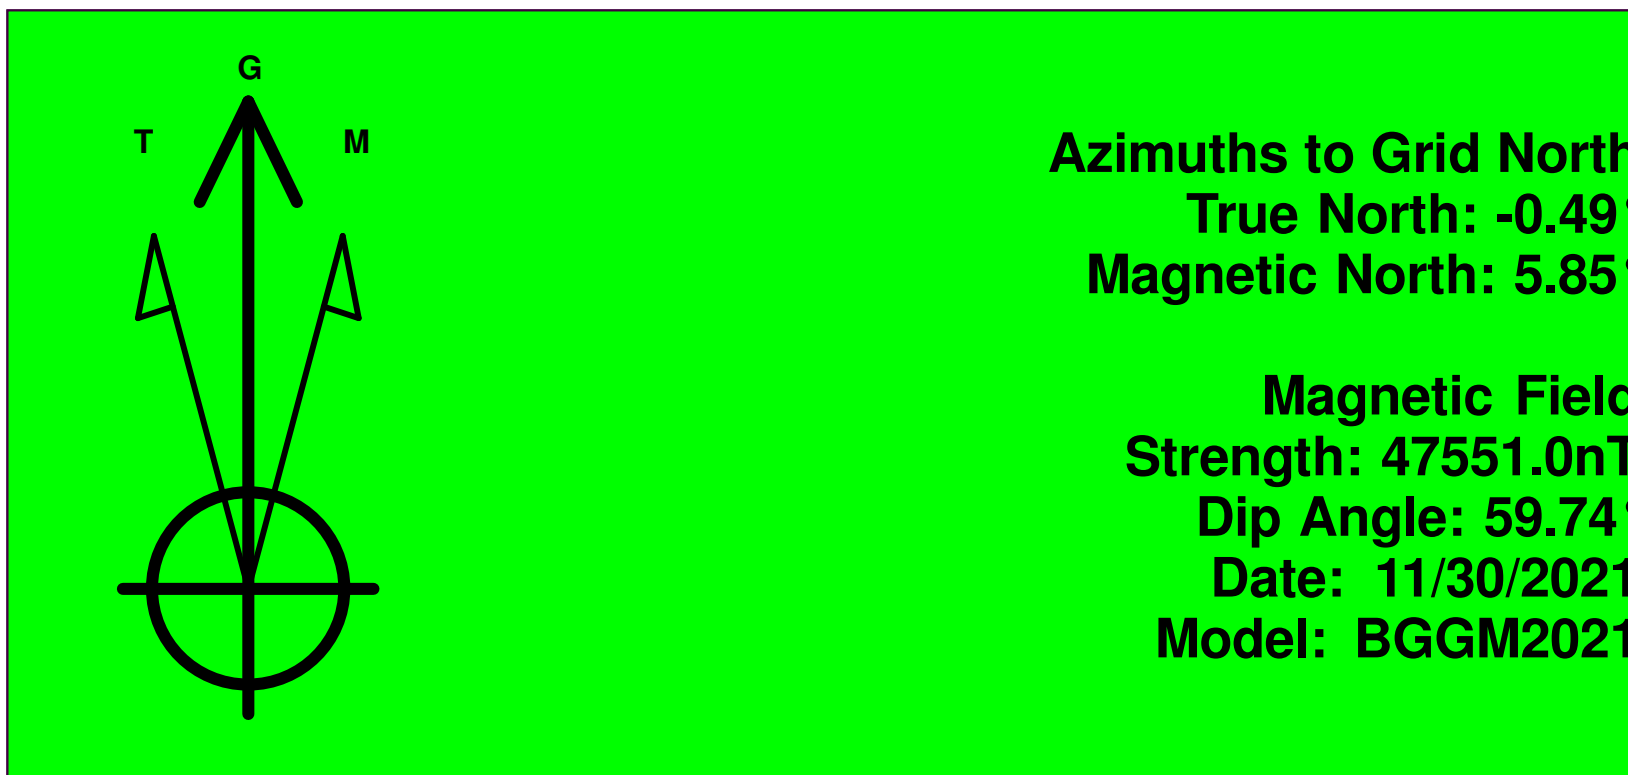 G
T M
Azimuths to Grid North
True North: -0.49°
Magnetic North: 5.85°
Magnetic Field
Strength: 47551.0nT
Dip Angle: 59.74°
Date: 11/30/2021
Model: BGGM2021